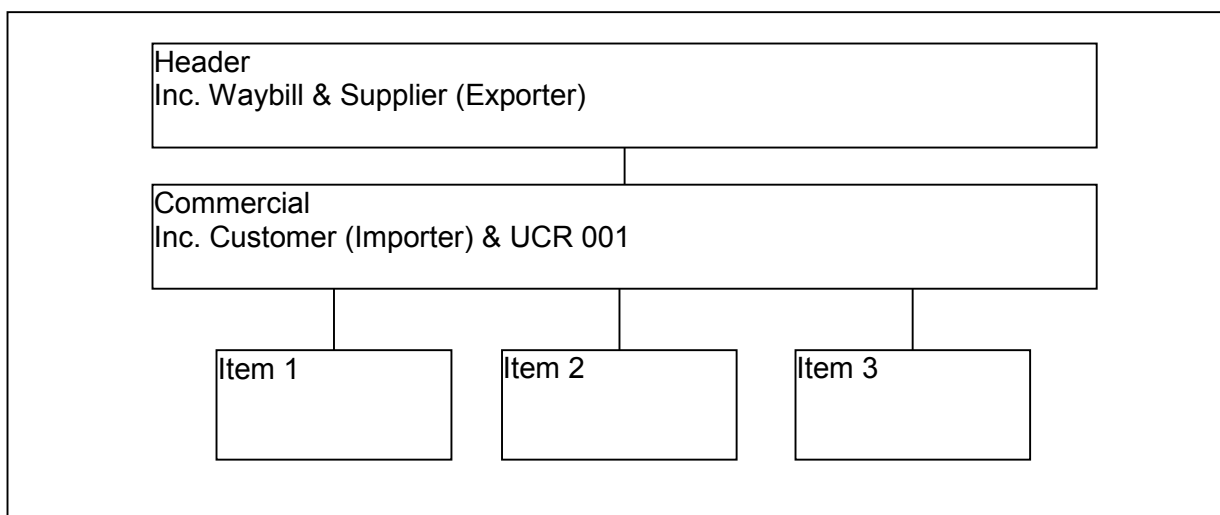 Header
Inc. Waybill & Supplier (Exporter)
Commercial
Inc. Customer (Importer) & UCR 001
Item 1
Item 2
Item 3